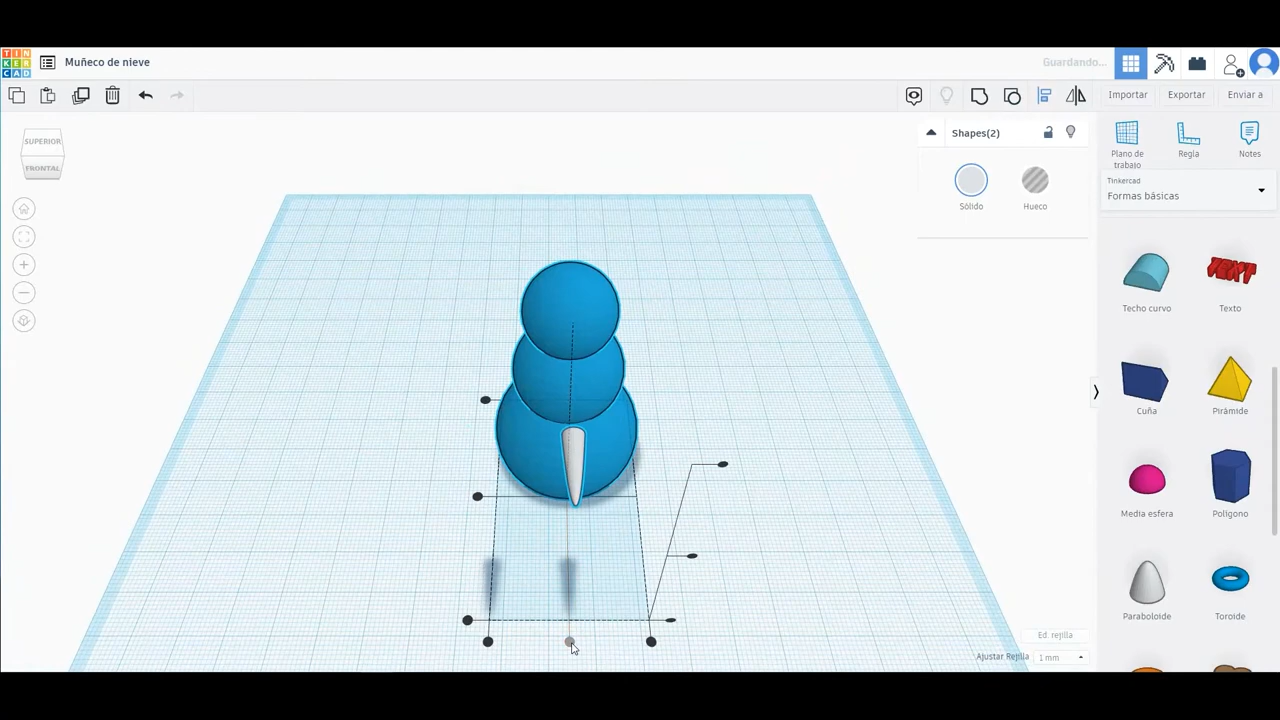 TIN
KER
CAD
Muñeco de nieve
Guardando...
Importar
Exportar
Enviar a
SUPERIOR
FRONTAL
Shapes(2)
Sólido
Hueco
Plano de
trabajo
Regla
Notes
Tinkercad
Formas básicas
Techo curvo
TEXT
Texto
Cuña
Pirámide
Media esfera
Polígono
Paraboloide
Toroide
Ed. rejilla
Ajustar Rejilla
1 mm